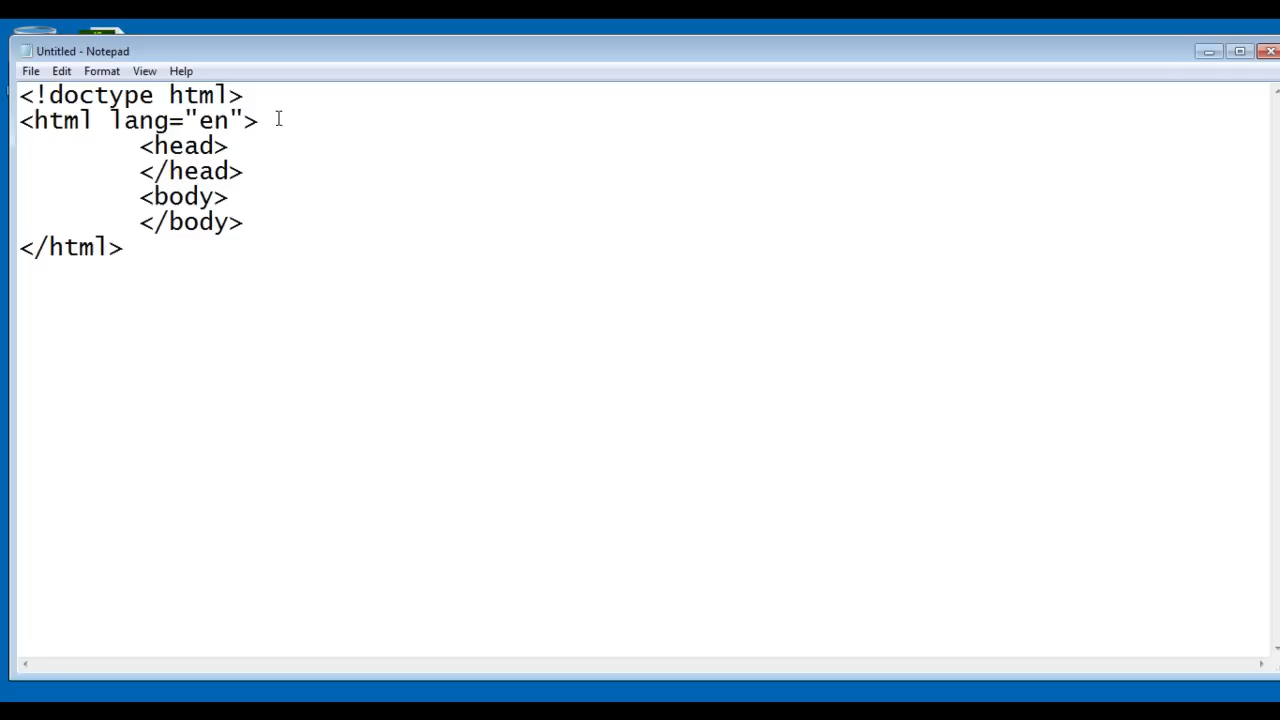 Untitled - Notepad
File Edit Format View Help
<!doctype html>
<html lang="en">
<head>
</head>
<body>
</body>
</html>